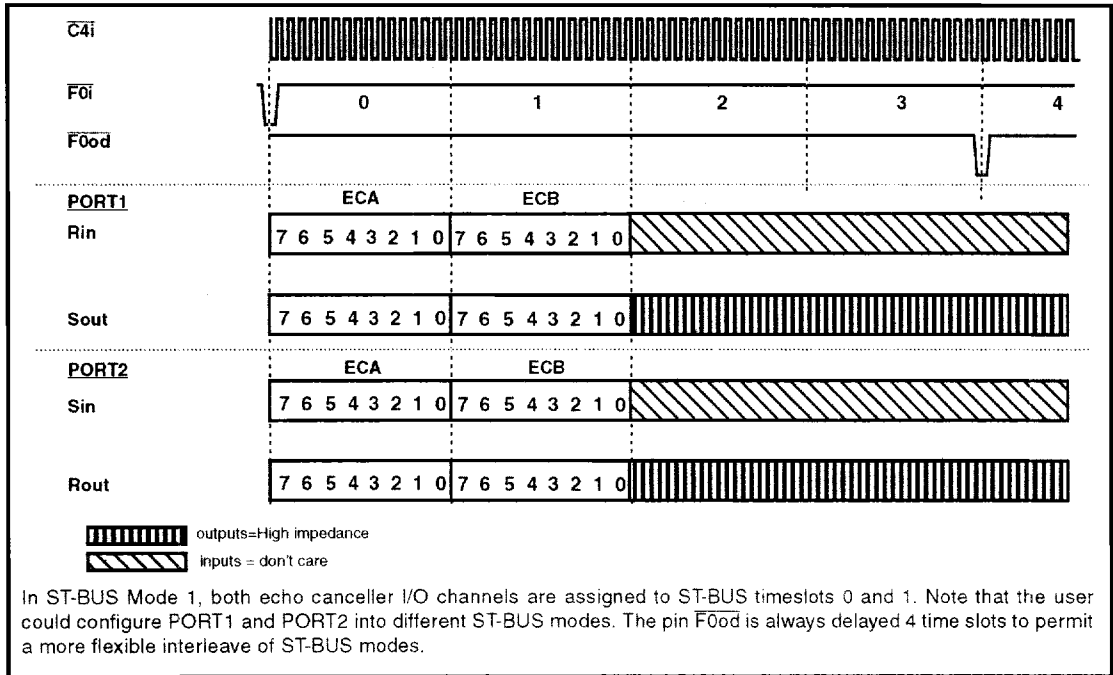 C4i
F0i
0 1 2 3 4
F0od
PORT1
ECA ECB
Rin
7 6 5 4 3 2 1 0 7 6 5 4 3 2 1 0
Sout
7 6 5 4 3 2 1 0 7 6 5 4 3 2 1 0
PORT2
ECA ECB
Sin
7 6 5 4 3 2 1 0 7 6 5 4 3 2 1 0
Rout
7 6 5 4 3 2 1 0 7 6 5 4 3 2 1 0
outputs=High impedance
inputs = don't care
In ST-BUS Mode 1, both echo canceller I/O channels are assigned to ST-BUS timeslots 0 and 1. Note that the user
could configure PORT1 and PORT2 into different ST-BUS modes. The pin F0od is always delayed 4 time slots to permit
a more flexible interleave of ST-BUS modes.